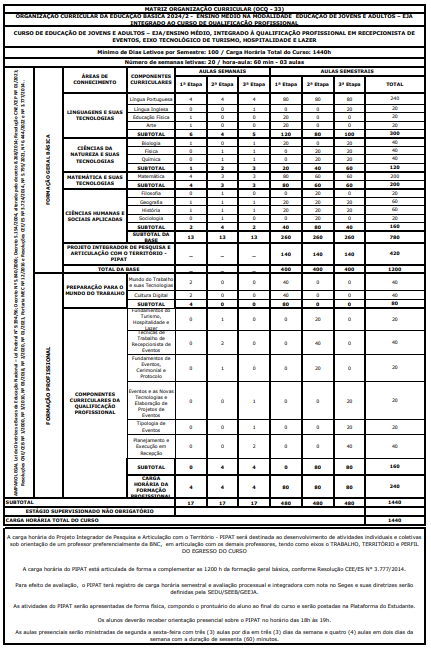 MATRIZ ORGANIZAÇÃO CURRICULAR (OCQ - 33)
ORGANIZAÇÃO CURRICULAR DA EDUCAÇÃO BÁSICA 2024/2 - ENSINO MÉDIO NA MODALIDADE EDUCAÇÃO DE JOVENS E ADULTOS – EJA
INTEGRADO AO CURSO DE QUALIFICAÇÃO PROFISSIONAL
CURSO DE EDUCAÇÃO DE JOVENS E ADULTOS - EJA/ENSINO MÉDIO, INTEGRADO À QUALIFICAÇÃO PROFISSIONAL EM RECEPCIONISTA DE
EVENTOS, EIXO TECNOLÓGICO DE TURISMO, HOSPITALIDADE E LAZER
Mínimo de Dias Letivos por Semestre: 100 / Carga Horária Total do Curso: 1440h
Número de semanas letivas: 20 / hora-aula: 60 min - 03 aulas
ÁREAS DE CONHECIMENTO COMPONENTES CURRICULARES AULAS SEMANAIS AULAS SEMESTRAIS
1ª Etapa 2ª Etapa 3ª Etapa 1ª Etapa 2ª Etapa 3ª Etapa TOTAL
FORMAÇÃO GERAL BÁSICA
LINGUAGENS E SUAS TECNOLOGIAS
Língua Portuguesa 4 4 4 80 80 80 240
Língua Inglesa 0 0 1 0 0 20 20
Educação Física 1 0 0 20 0 0 20
Arte 1 0 0 20 0 0 20
SUBTOTAL 6 4 5 120 80 100 300
CIÊNCIAS DA NATUREZA E SUAS TECNOLOGIAS
Biologia 1 0 1 20 0 20 40
Física 0 1 1 0 20 20 40
Química 0 1 1 0 20 20 40
SUBTOTAL 1 2 3 20 40 60 120
MATEMÁTICA E SUAS TECNOLOGIAS
Matemática 4 3 3 80 60 60 200
SUBTOTAL 4 3 3 80 60 60 200
CIÊNCIAS HUMANAS E SOCIAIS APLICADAS
Filosofia 0 1 0 0 20 0 20
Geografia 1 1 1 20 20 20 60
História 1 1 1 20 20 20 60
Sociologia 0 1 0 0 20 0 20
SUBTOTAL 2 4 2 40 80 40 160
SUBTOTAL DA BASE 13 13 13 260 260 260 780
PROJETO INTEGRADOR DE PESQUISA E ARTICULAÇÃO COM O TERRITÓRIO - PIPAT _ _ _ 140 140 140 420
TOTAL DA BASE _ _ _ 400 400 400 1200
FORMAÇÃO PROFISSIONAL
PREPARAÇÃO PARA O MUNDO DO TRABALHO
Mundo do Trabalho e suas Tecnologias 2 0 0 40 0 0 40
Cultura Digital 2 0 0 40 0 0 40
SUBTOTAL 4 0 0 80 0 0 80
COMPONENTES CURRICULARES DA QUALIFICAÇÃO PROFISSIONAL
Fundamentos do Turismo, Hospitalidade e Lazer 0 1 0 0 20 0 20
Técnicas de Trabalho de Recepcionista de Eventos 0 2 0 0 40 0 40
Fundamentos de Eventos, Cerimonial e Protocolo 0 1 0 0 20 0 20
Eventos e as Novas Tecnologias e Elaboração de Projetos de Eventos 0 0 1 0 0 20 20
Tipologia de Eventos 0 0 1 0 0 20 20
Planejamento e Execução em Recepção 0 0 2 0 0 40 40
SUBTOTAL 0 4 4 0 80 80 160
CARGA HORÁRIA DA FORMAÇÃO PROFISSIONAL 4 4 4 80 80 80 240
SUBTOTAL 17 17 17 480 480 480 1440
ESTÁGIO SUPERVISIONADO NÃO OBRIGATÓRIO
CARGA HORÁRIA TOTAL DO CURSO 1440
A carga horária do Projeto Integrador de Pesquisa e Articulação com o Território - PIPAT será destinada ao desenvolvimento de atividades individuais e coletivas
sob orientação de um professor preferencialmente da BNC, em articulação com os demais professores, tendo como eixos o TRABALHO, TERRITÓRIO e PERFIL
DO EGRESSO DO CURSO
A carga horária do PIPAT está articulada de forma a complementar as 1200 h da formação geral básica, conforme Resolução CEE/ES Nº 3.777/2014.
Para efeito de avaliação, o PIPAT terá registro de carga horária semestral e avaliação processual e integradora com nota no Seges e suas diretrizes serão
definidas pela SEDU/SEEB/GEEJA.
As atividades do PIPAT serão apresentadas de forma física, compondo o prontuário do aluno ao final do curso e serão postadas na Plataforma do Estudante.
Os alunos deverão receber orientação presencial sobre o PIPAT no horário das 18h às 19h.
As aulas presenciais serão ministradas de segunda a sexta-feira com três (3) aulas por dia em três (3) dias da semana e quatro (4) aulas em dois dias da
semana com a duração de sessenta (60) minutos.